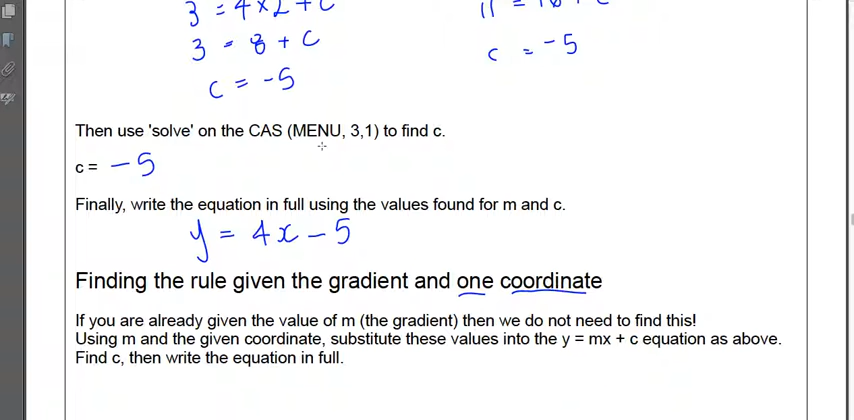 3 = 4 × 2 + c
3 = 8 + c
c = -5
c = -5
Then use 'solve' on the CAS (MENU, 3,1) to find c.
c = -5
Finally, write the equation in full using the values found for m and c.
y = 4x - 5
Finding the rule given the gradient and one coordinate
If you are already given the value of m (the gradient) then we do not need to find this!
Using m and the given coordinate, substitute these values into the y = mx + c equation as above.
Find c, then write the equation in full.